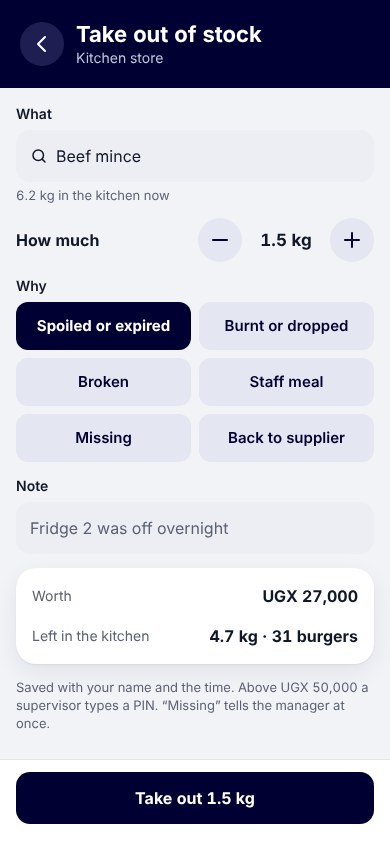 Take out of stock
Kitchen store
What
Beef mince
6.2 kg in the kitchen now
How much
1.5 kg
Why
Spoiled or expired
Burnt or dropped
Broken
Staff meal
Missing
Back to supplier
Note
Fridge 2 was off overnight
Worth
UGX 27,000
Left in the kitchen
4.7 kg · 31 burgers
Saved with your name and the time. Above UGX 50,000 a
supervisor types a PIN. “Missing” tells the manager at
once.
Take out 1.5 kg